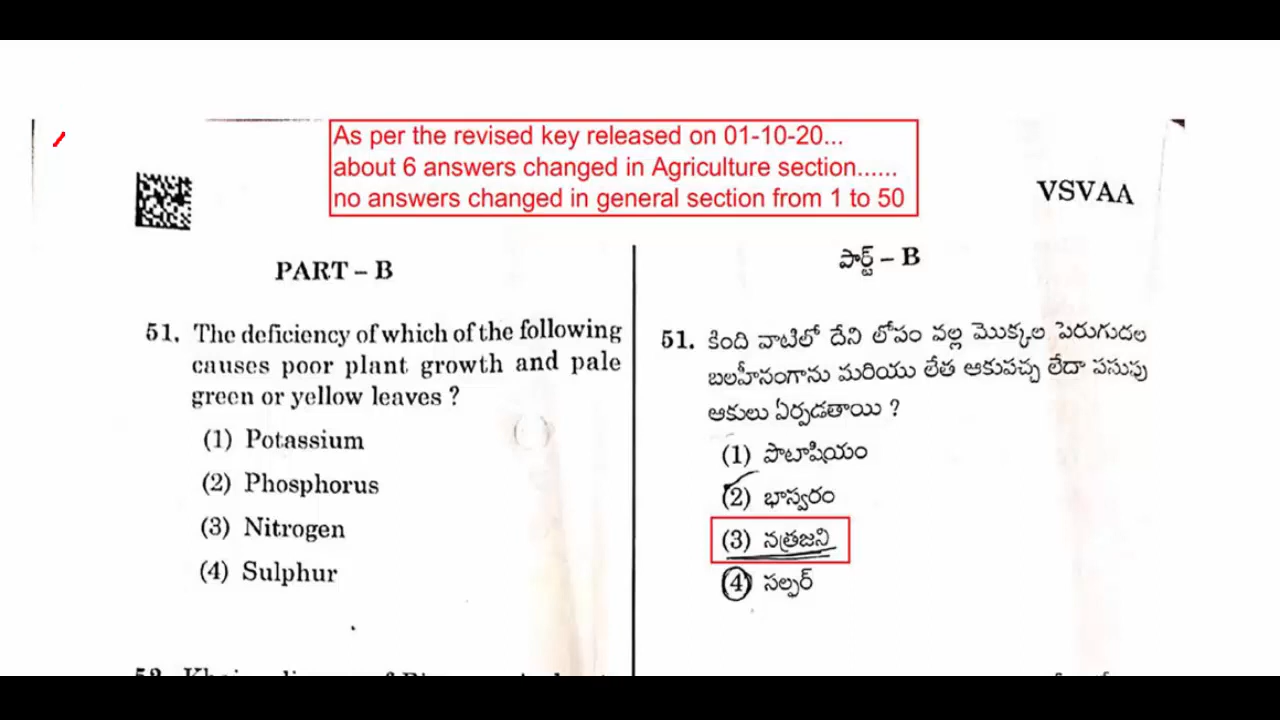 As per the revised key released on 01-10-20...
about 6 answers changed in Agriculture section......
no answers changed in general section from 1 to 50
VSVAA
PART – B
51. The deficiency of which of the following
causes poor plant growth and pale
green or yellow leaves ?
(1) Potassium
(2) Phosphorus
(3) Nitrogen
(4) Sulphur
పార్ట్ – B
51. కింది వాటిలో దేని లోపం వల్ల మొక్కల పెరుగుదల
బలహీనంగాను మరియు లేత ఆకుపచ్చ లేదా పసుపు
ఆకులు ఏర్పడతాయి ?
(1) పొటాషియం
(2) భాస్వరం
(3) నత్రజని
(4) సల్ఫర్